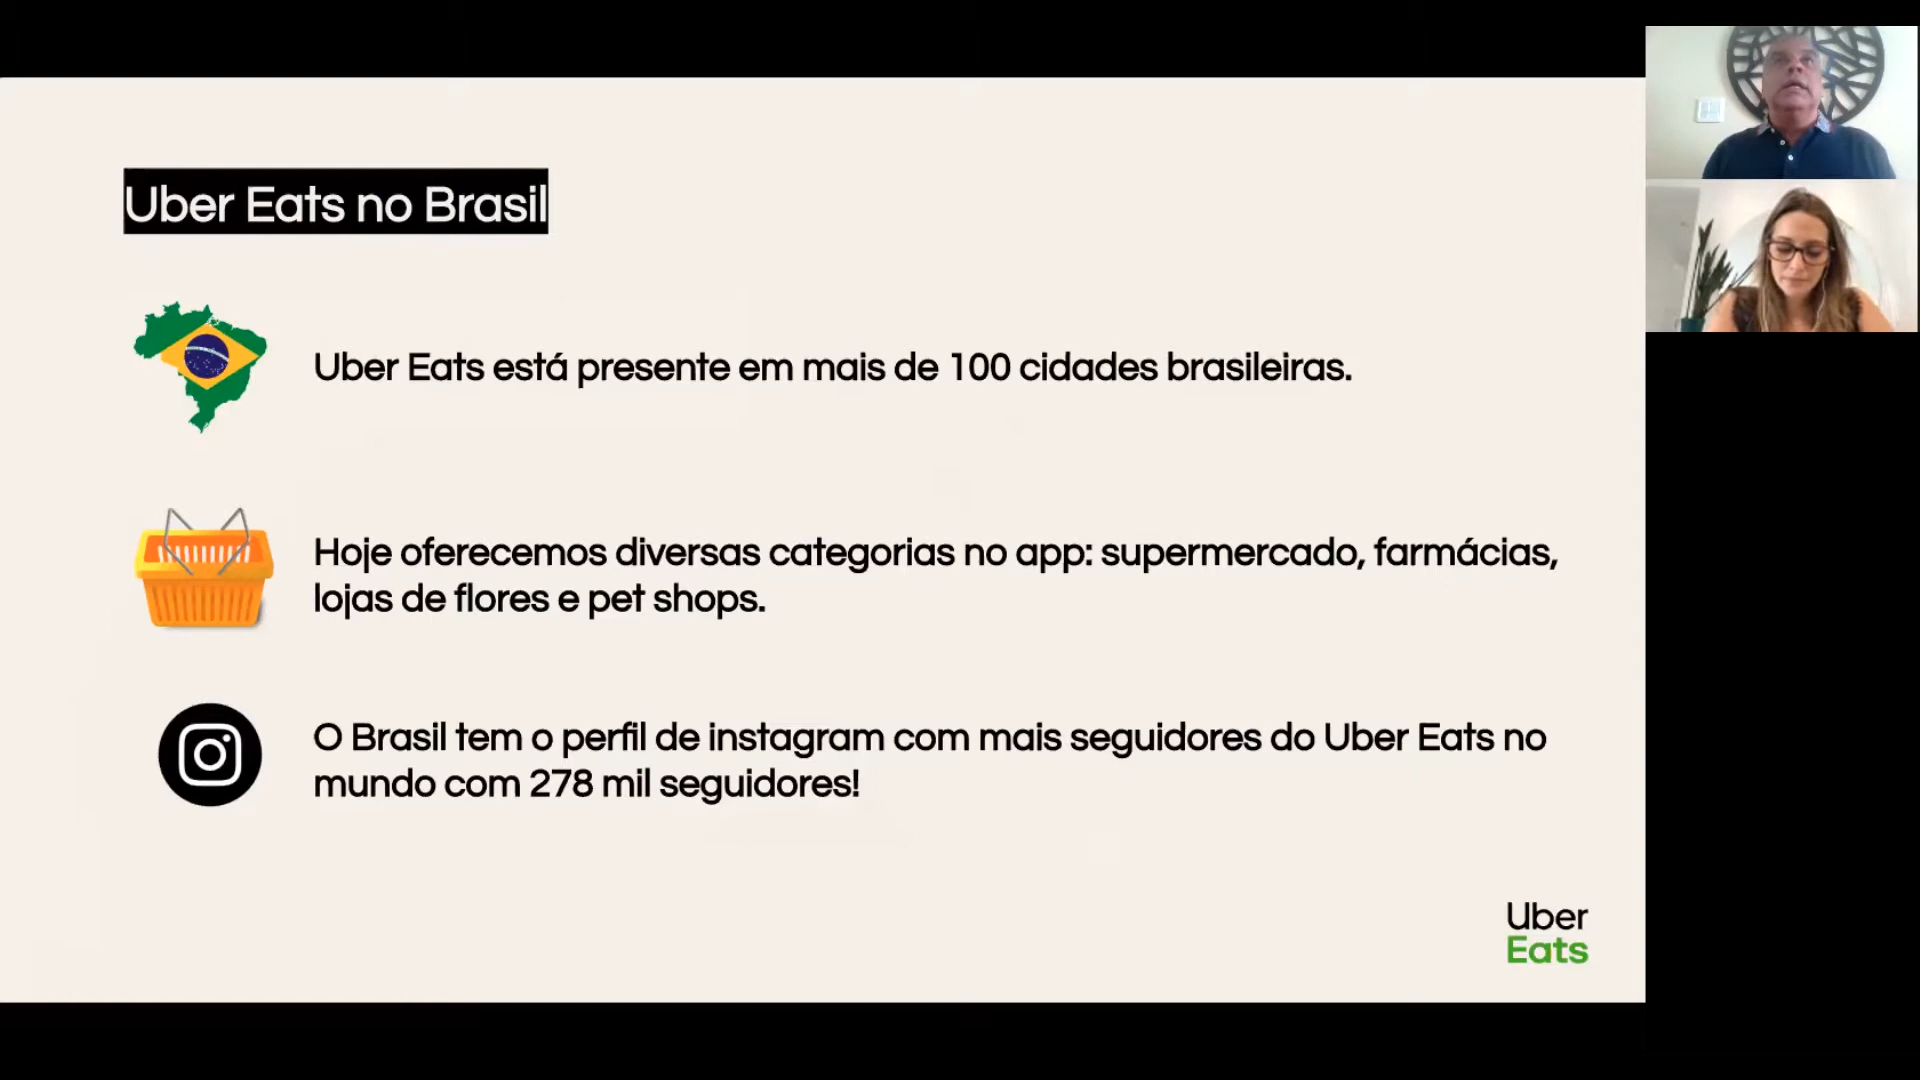 Uber Eats no Brasil
Uber Eats está presente em mais de 100 cidades brasileiras.
Hoje oferecemos diversas categorias no app: supermercado, farmácias,
lojas de flores e pet shops.
O Brasil tem o perfil de instagram com mais seguidores do Uber Eats no
mundo com 278 mil seguidores!
Uber
Eats